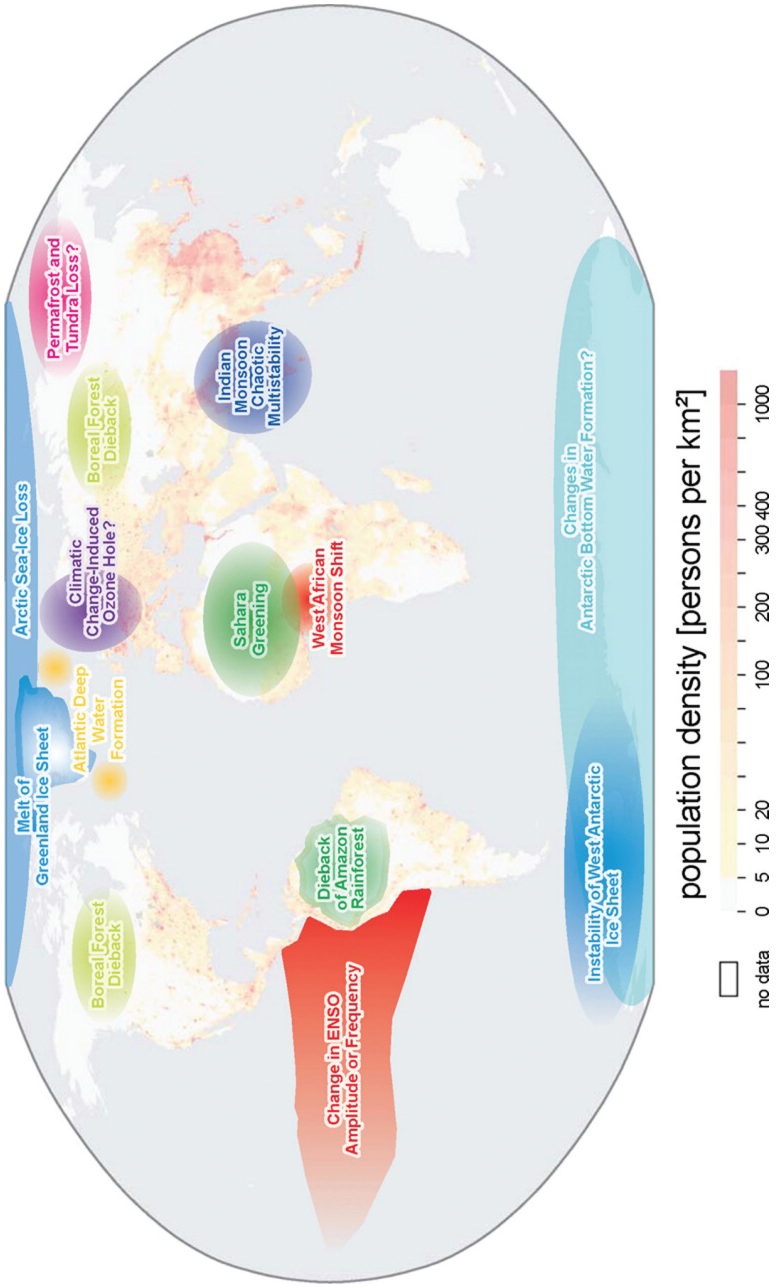 Arctic Sea-Ice Loss
Melt of
Greenland Ice Sheet
Atlantic Deep
Water
Formation
Climatic
Change-Induced
Ozone Hole?
Permafrost and
Tundra Loss?
Boreal Forest
Dieback
Boreal Forest
Dieback
Indian
Monsoon
Chaotic
Multistability
Sahara
Greening
West African
Monsoon Shift
Dieback
of Amazon
Rainforest
Change in ENSO
Amplitude or Frequency
Changes in
Antarctic Bottom Water Formation?
Instability of West Antarctic
Ice Sheet
population density [persons per km²]
no data
0 5 10 20 100 200 300 400 1000